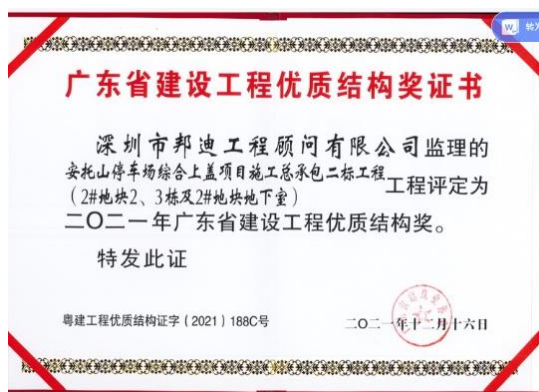 W 转为
广东省建设工程优质结构奖证书
深圳市邦迪工程顾问有限公司监理的
安托山停车场综合上盖项目施工总承包二标工程
(2#地块2、3栋及2#地块地下室)
工程评定为
二〇二一年广东省建设工程优质结构奖。
特发此证
粤建工程优质结构证字(2021)188C号
二〇二一年十二月十六日